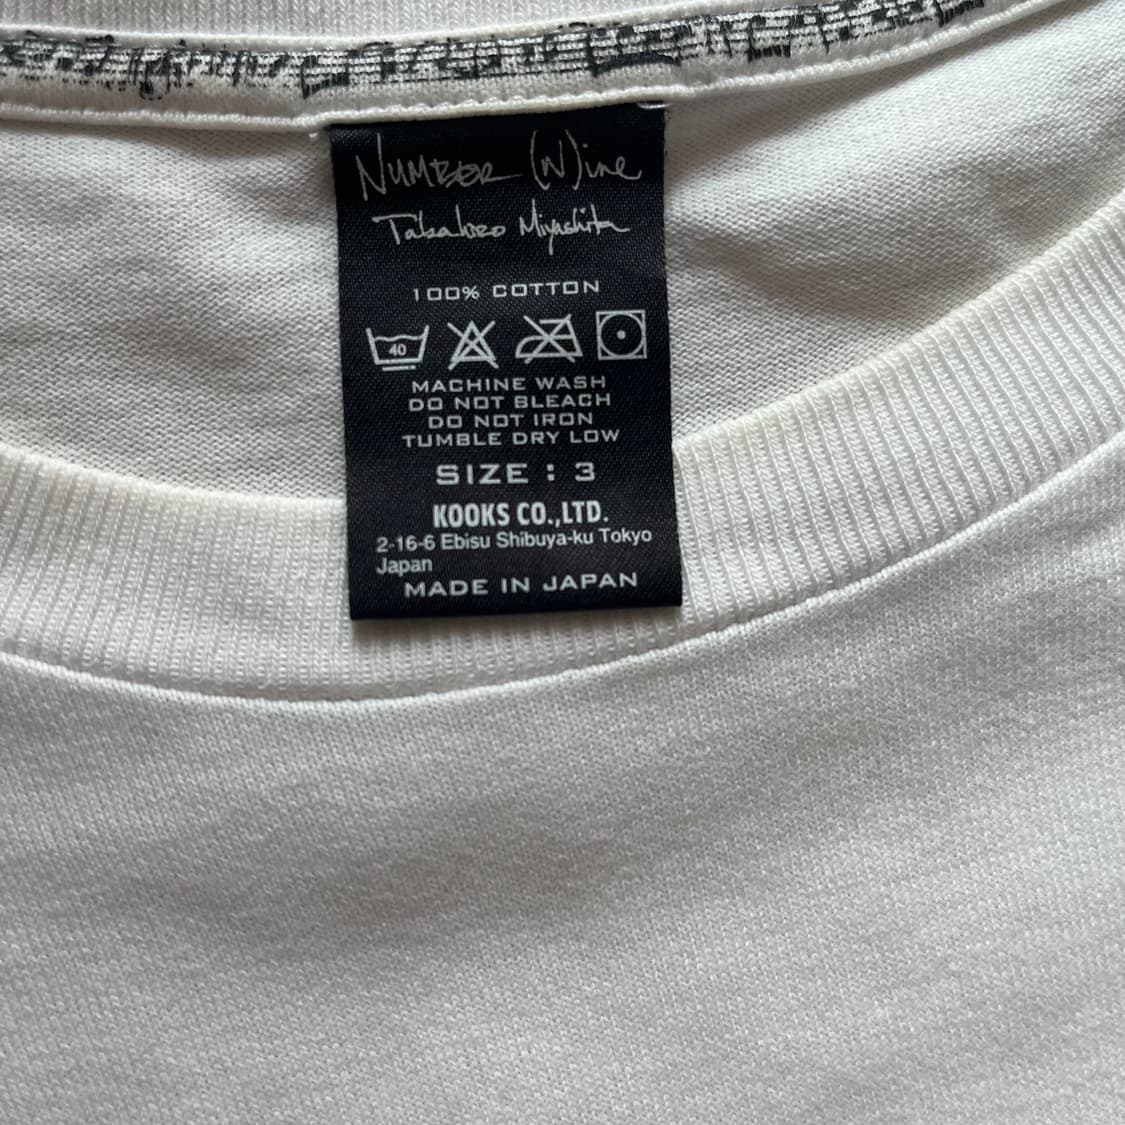 NUMBER (N)ine
Takahiro Miyashita
100% COTTON
40
MACHINE WASH
DO NOT BLEACH
DO NOT IRON
TUMBLE DRY LOW
SIZE : 3
KOOKS CO.,LTD.
2-16-6 Ebisu Shibuya-ku Tokyo
Japan
MADE IN JAPAN